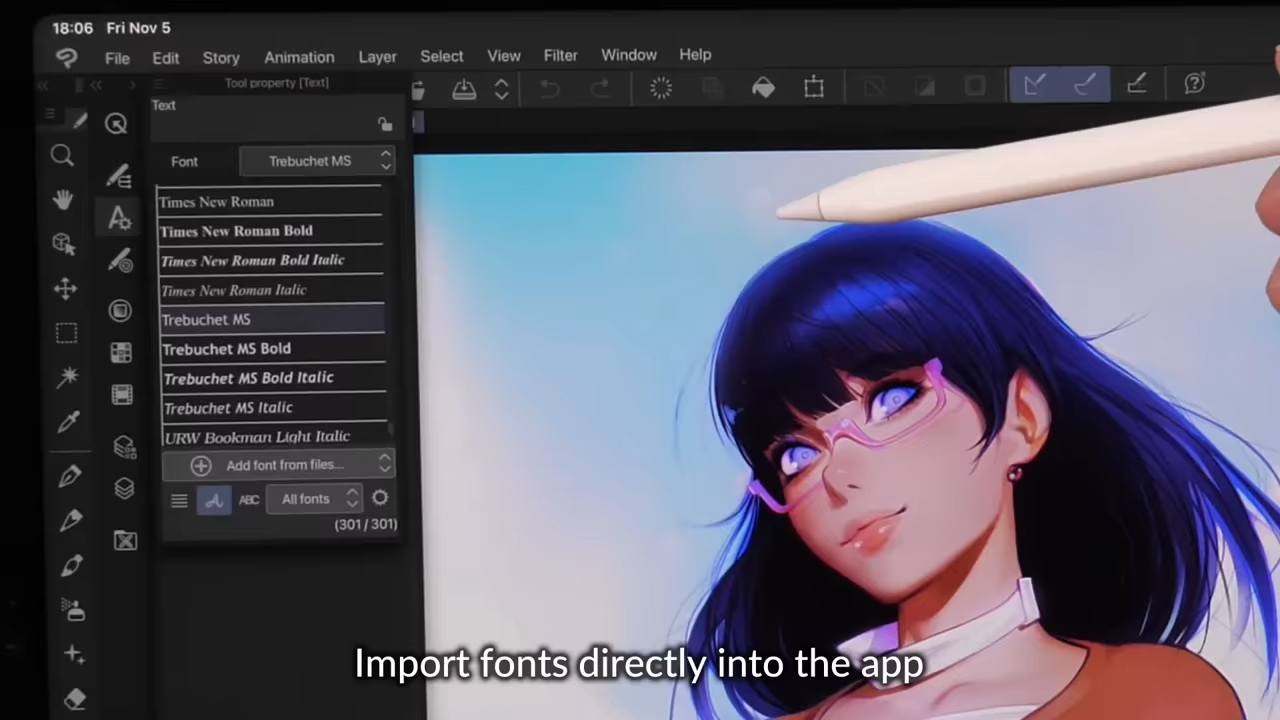 18:06 Fri Nov 5
File Edit Story Animation Layer Select View Filter Window Help
Tool property [Text]
Text
Font Trebuchet MS
Times New Roman
Times New Roman Bold
Times New Roman Bold Italic
Times New Roman Italic
Trebuchet MS
Trebuchet MS Bold
Trebuchet MS Bold Italic
Trebuchet MS Italic
URW Bookman Light Italic
Add font from files...
ABC All fonts
(301 / 301)
Import fonts directly into the app